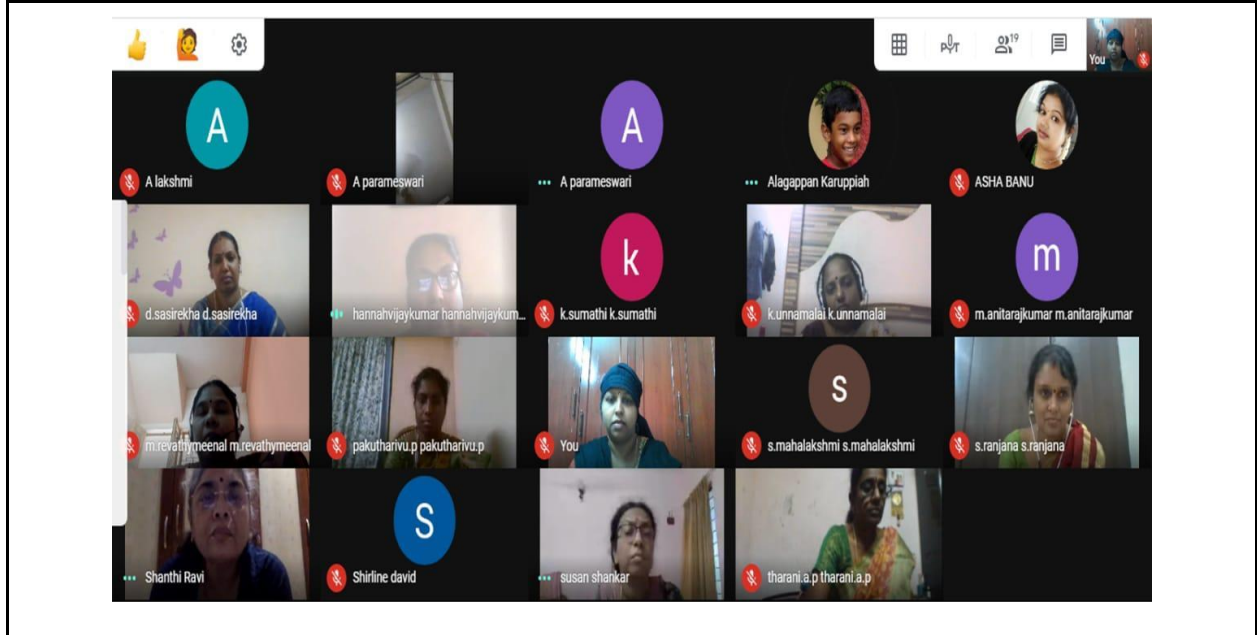 19
You
A
A lakshmi
A parameswari
A
A parameswari
Alagappan Karuppiah
ASHA BANU
d.sasirekha d.sasirekha
hannahvijaykumar hannahvijaykum...
k
k.sumathi k.sumathi
k.unnamalai k.unnamalai
m
m.anitarajkumar m.anitarajkumar
m.revathymeenal m.revathymeenal
pakutharivu.p pakutharivu.p
You
s
s.mahalakshmi s.mahalakshmi
s.ranjana s.ranjana
Shanthi Ravi
S
Shirline david
susan shankar
tharani.a.p tharani.a.p